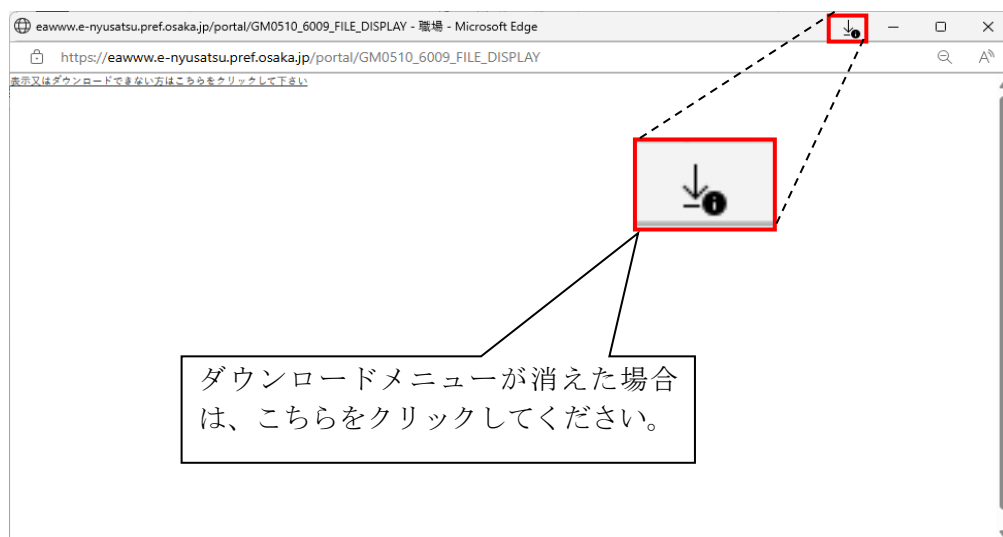 eawww.e-nyusatsu.pref.osaka.jp/portal/GM0510_6009_FILE_DISPLAY - 職場 - Microsoft Edge
https://eawww.e-nyusatsu.pref.osaka.jp/portal/GM0510_6009_FILE_DISPLAY
表示又はダウンロードできない方はこちらをクリックして下さい
ダウンロードメニューが消えた場合
は、こちらをクリックしてください。